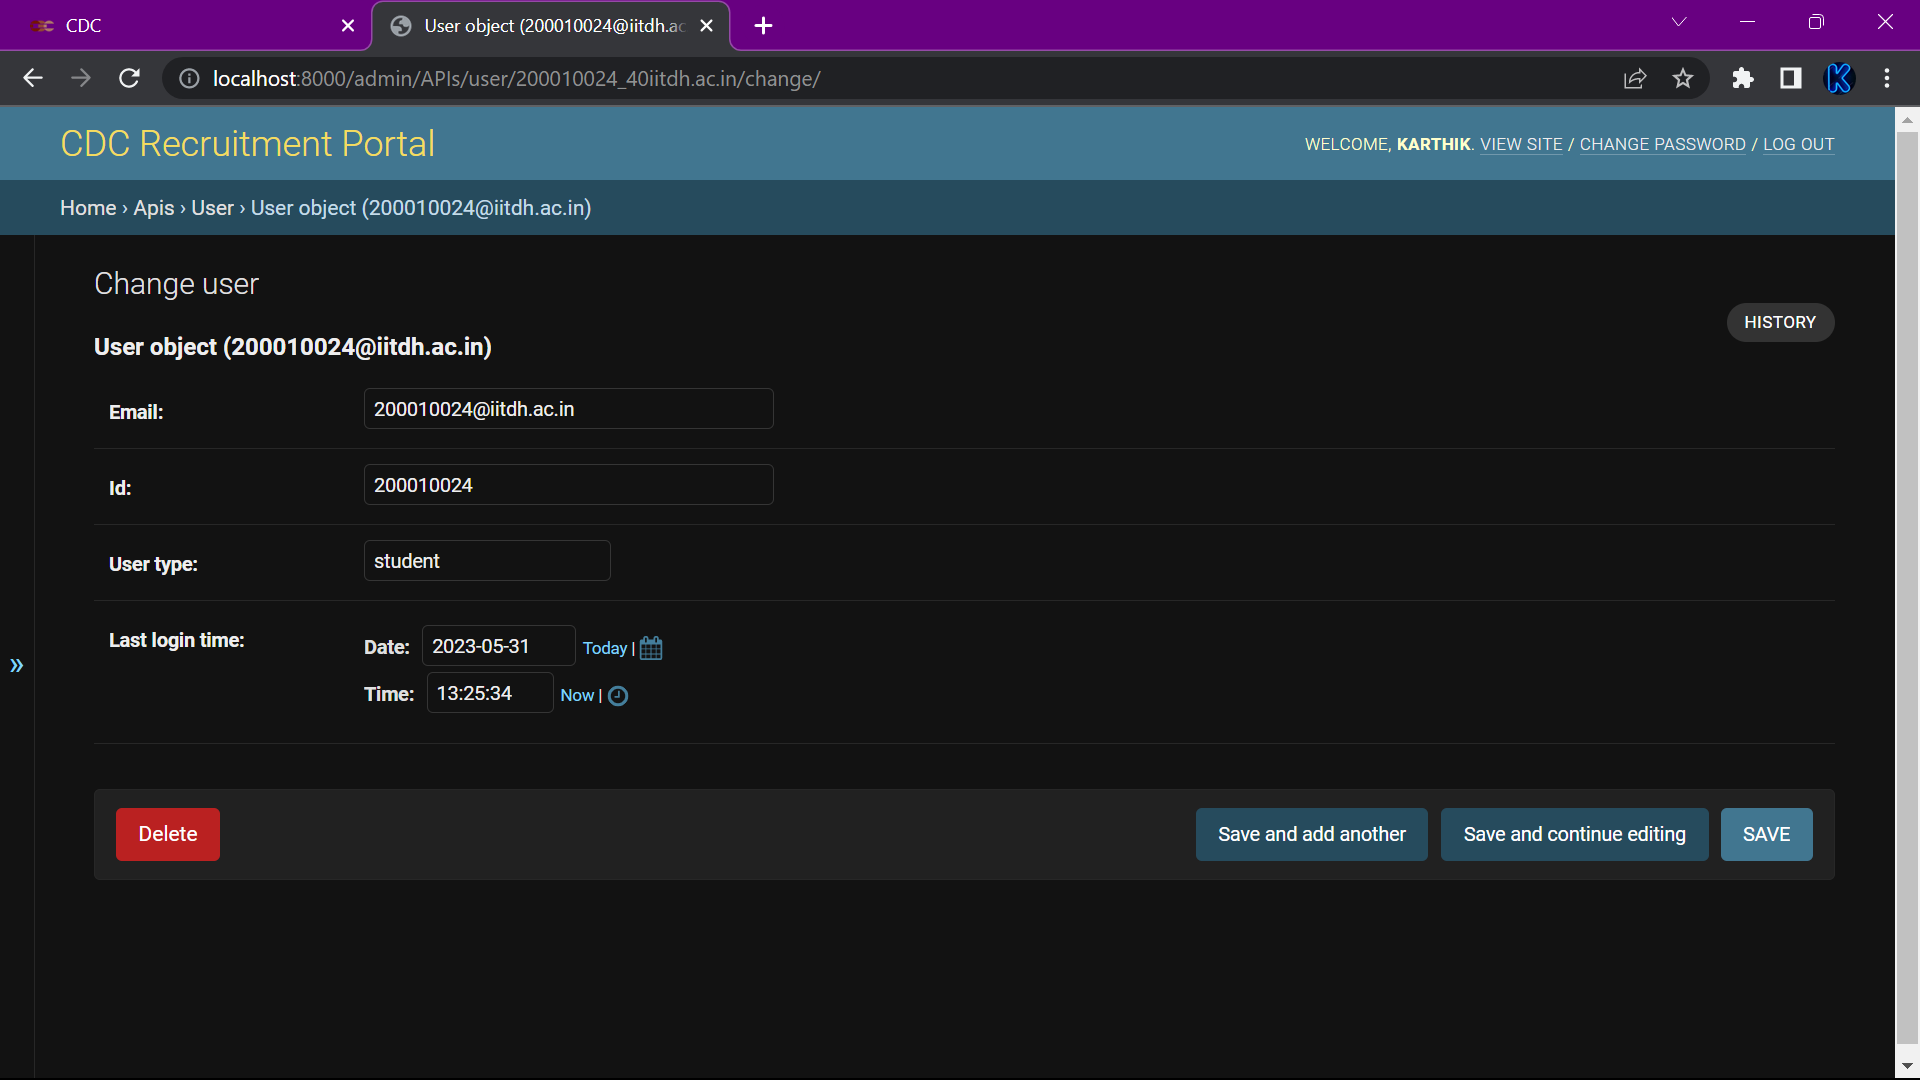 CDC
User object (200010024@iitdh.ac
localhost:8000/admin/APIs/user/200010024_40iitdh.ac.in/change/
K
CDC Recruitment Portal
WELCOME, KARTHIK. VIEW SITE / CHANGE PASSWORD / LOG OUT
Home › Apis › User › User object (200010024@iitdh.ac.in)
Change user
HISTORY
User object (200010024@iitdh.ac.in)
Email: 200010024@iitdh.ac.in
Id: 200010024
User type: student
Last login time: Date: 2023-05-31 Today |
Time: 13:25:34 Now |
»
Delete Save and add another Save and continue editing SAVE